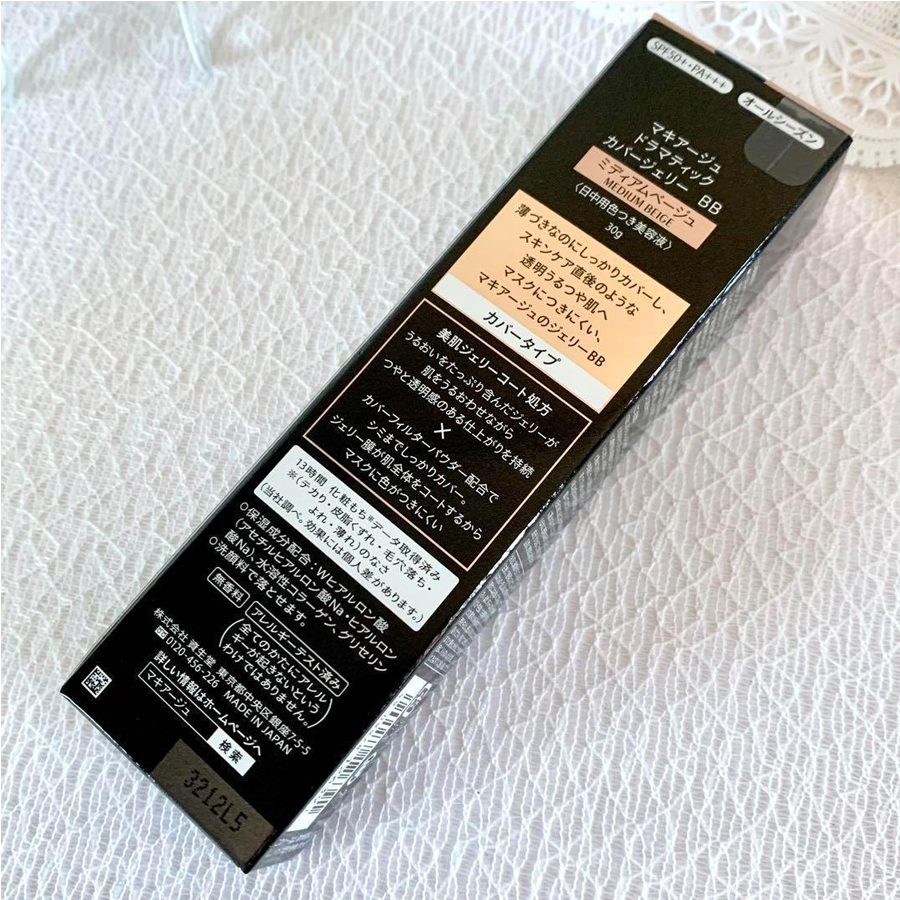 SPF50+・PA+++
オールシーズン
マキアージュ
ドラマティック
カバージェリー BB
ミディアムベージュ
MEDIUM BEIGE
〈日中用色つき美容液〉
30g
薄づきなのにしっかりカバーし、
スキンケア直後のような
透明うるつや肌へ
マスクにつきにくい、
マキアージュのジェリーBB
カバータイプ
美肌ジェリーコート処方
うるおいをたっぷり含んだジェリーが
肌をうるおわせながら
つやと透明感のある仕上がりを持続
×
カバーフィルターパウダー配合で
シミまでしっかりカバー。
ジェリー膜が肌全体をコートするから
マスクに色がつきにくい
13時間 化粧もち※データ取得済み
※(テカリ・皮脂くずれ・毛穴落ち・
よれ・薄れ)のなさ
(当社調べ。効果には個人差があります。)
○保湿成分配合：Wヒアルロン酸
(アセチルヒアルロン酸Na・ヒアルロン
酸Na)、水溶性コラーゲン、グリセリン
○洗顔料で落とせます。
無香料
アレルギーテスト済み
全てのかたにアレル
ギーが起きないという
わけではありません。
株式会社 資生堂 東京都中央区銀座7-5-5
0120-456-226 MADE IN JAPAN
詳しい情報はホームページへ
マキアージュ
検索
3212L5